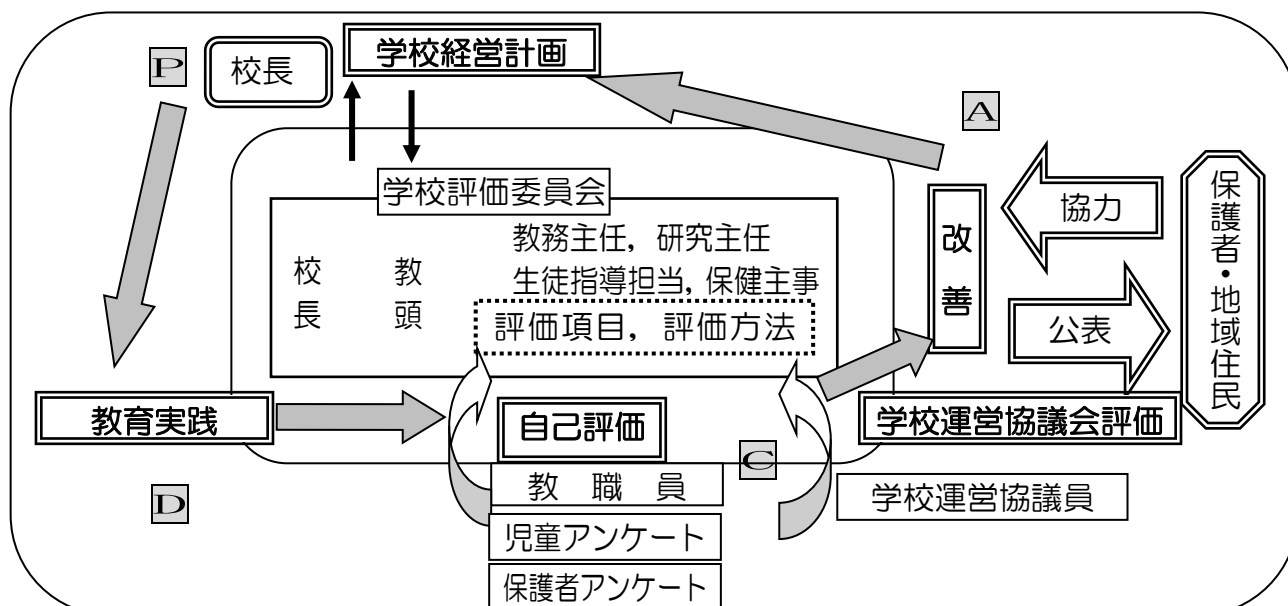 学校経営計画
P
校長
A
学校評価委員会
教務主任，研究主任
校長
教頭
生徒指導担当，保健主事
評価項目，評価方法
改善
協力
公表
保護者・地域住民
教育実践
自己評価
学校運営協議会評価
C
D
教職員
学校運営協議員
児童アンケート
保護者アンケート